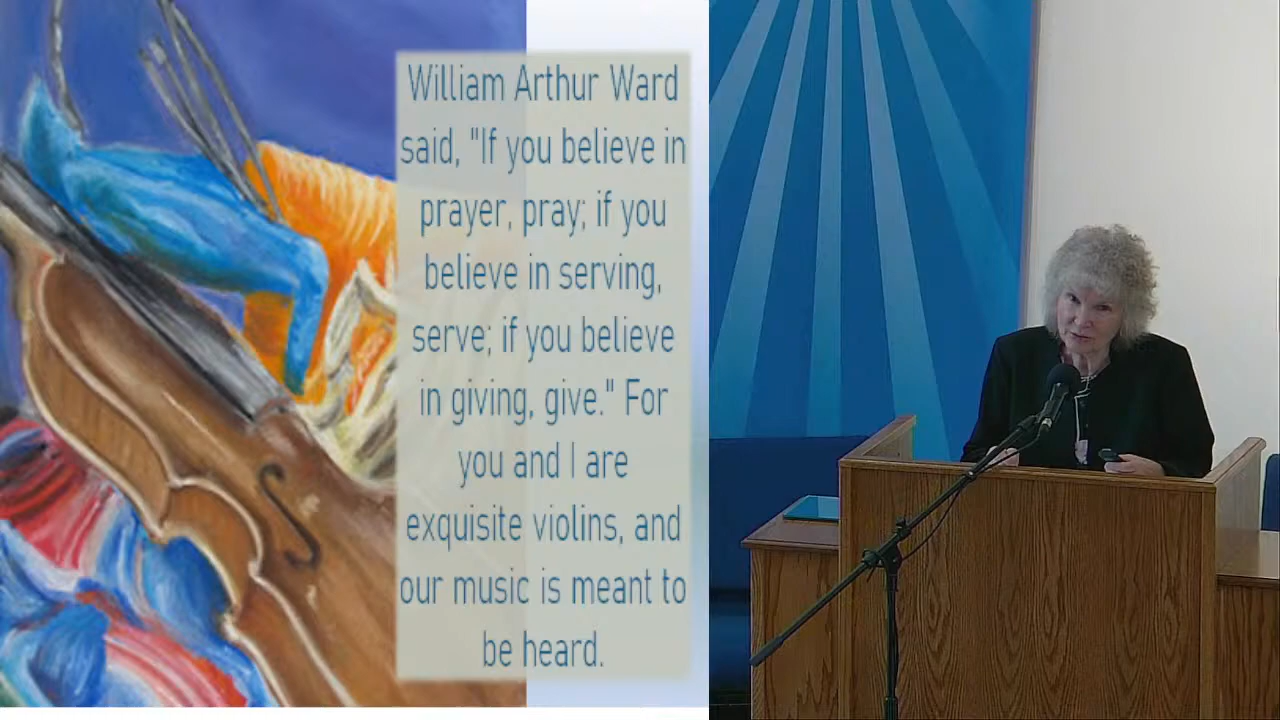 William Arthur Ward
said, "If you believe in
prayer, pray; if you
believe in serving,
serve; if you believe
in giving, give." For
you and I are
exquisite violins, and
our music is meant to
be heard.